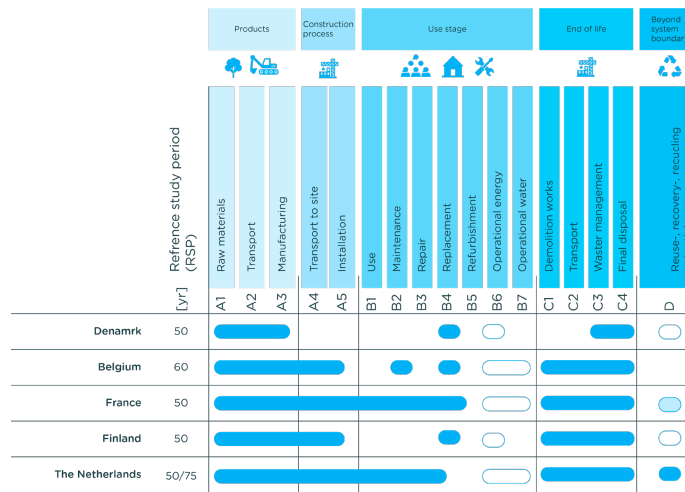 Products
Construction
process
Use stage
End of life
Beyond
system
boundary
Refrence study period
(RSP)
[yr]
Raw materials
Transport
Manufacturing
Transport to site
Installation
Use
Maintenance
Repair
Replacement
Refurbishment
Operational energy
Operational water
Demolition works
Transport
Waster management
Final disposal
Reuse-, recovery-, recucling
A1
A2
A3
A4
A5
B1
B2
B3
B4
B5
B6
B7
C1
C2
C3
C4
D
Denamrk 50
Belgium 60
France 50
Finland 50
The Netherlands 50/75